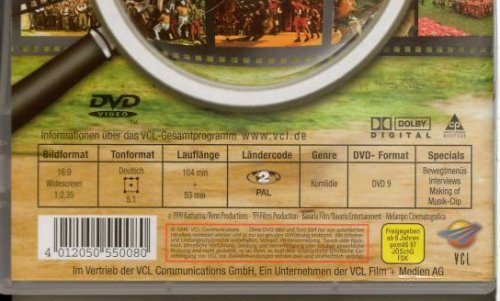 DVD
VIDEO
DOLBY
DIGITAL
Informationen über das VCL-Gesamtprogramm www.vcl.de
Bildformat Tonformat Lauflänge Ländercode Genre DVD- Format Specials
16:9
Widescreen
1:2,35
Deutsch
5.1
104 min
+
53 min
2
PAL
Komödie
DVD 9
Bewegtmenüs
Interviews
Making of
Musik-Clip
© 1999 Katharina/Renn Productions - TFI Films Production - Bavaria Film/Bavaria Entertainment - Melampo Cinematografica
4 012050 550080
Freigegeben
ab 6 Jahren
gemäß §7
JÖSchG
FSK
VCL
Im Vertrieb der VCL Communications GmbH, Ein Unternehmen der VCL Film + Medien AG